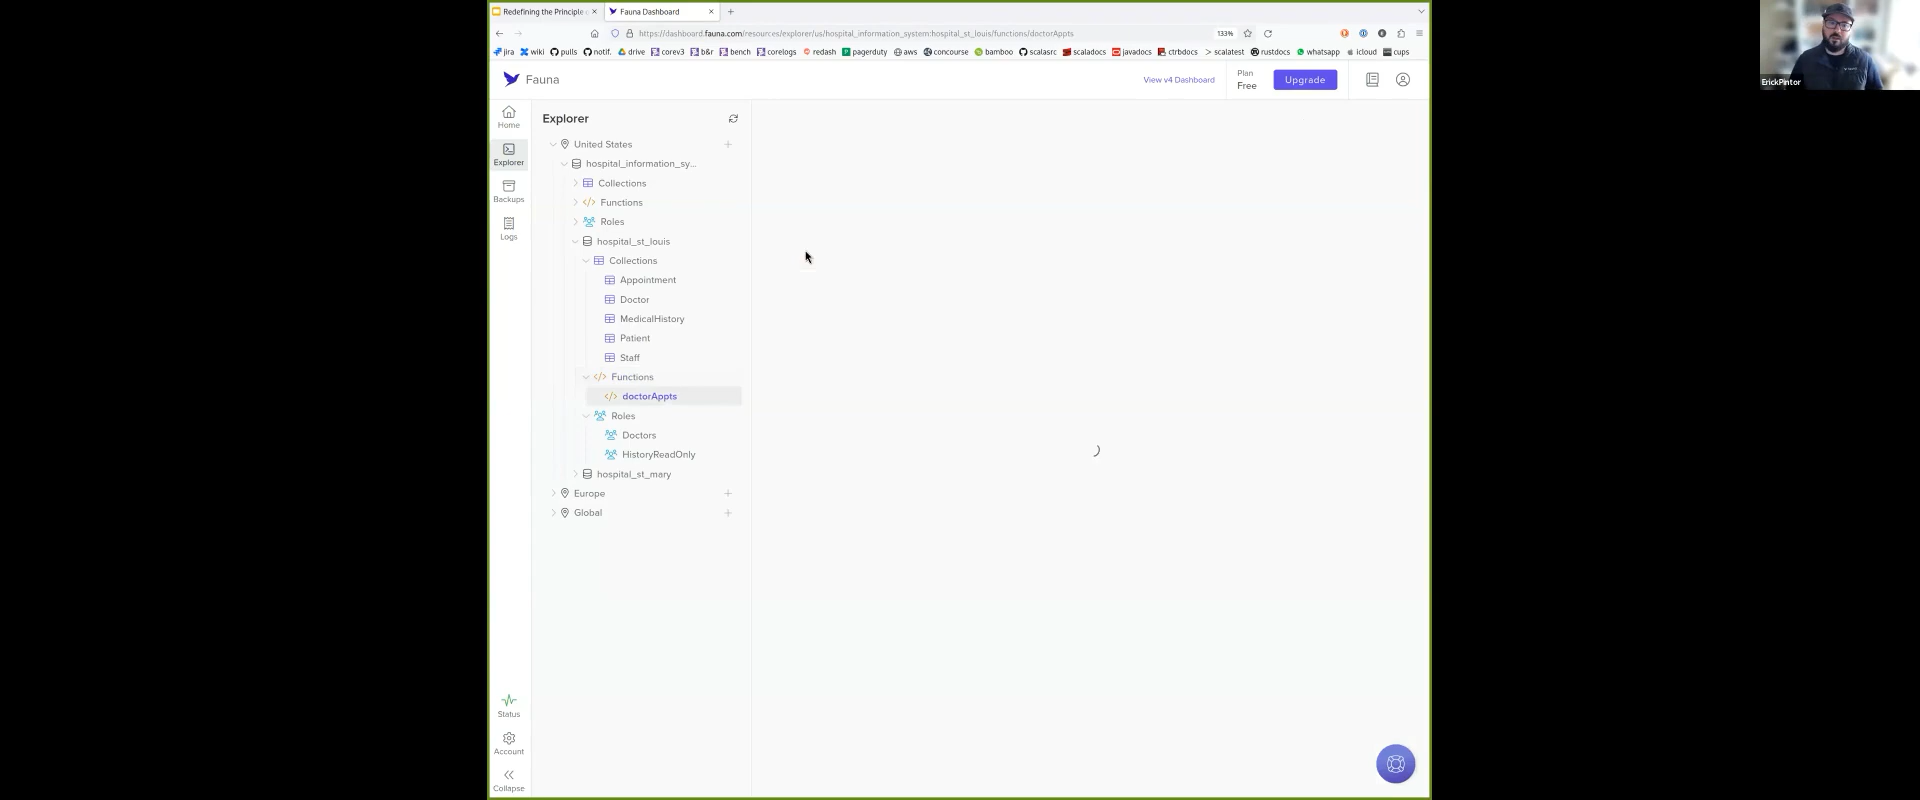 Redefining the Principle
Fauna Dashboard
https://dashboard.fauna.com/resources/explorer/us/hospital_information_system:hospital_st_louis/functions/doctorAppts
133%
jira wiki pulls notif. drive corev3 b&r bench corelogs redash pagerduty aws concourse bamboo scalasrc scaladocs javadocs ctrbdocs scalatest rustdocs whatsapp icloud cups
Fauna
View v4 Dashboard
Plan
Free
Upgrade
Home
Explorer
Backups
Logs
Explorer
United States
hospital_information_sy...
Collections
Functions
Roles
hospital_st_louis
Collections
Appointment
Doctor
MedicalHistory
Patient
Staff
Functions
doctorAppts
Roles
Doctors
HistoryReadOnly
hospital_st_mary
Europe
Global
Status
Account
Collapse
ErickPintor